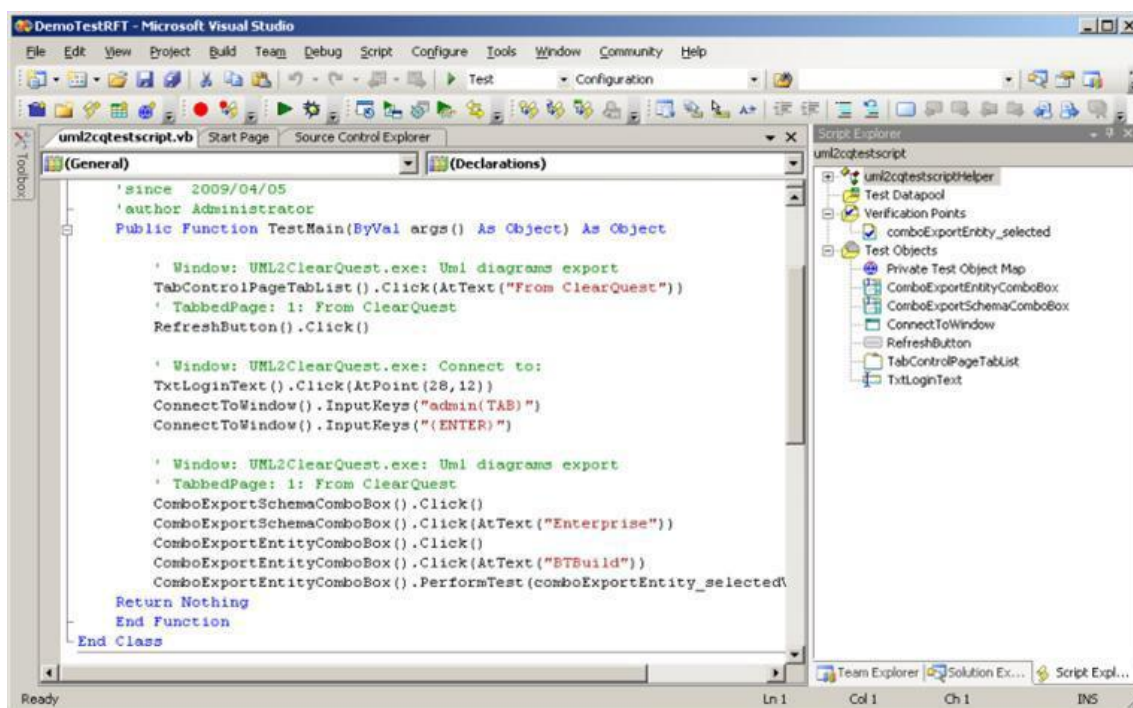 DemoTestRFT - Microsoft Visual Studio
File Edit View Project Build Team Debug Script Configure Tools Window Community Help
Test Configuration
uml2cqtestscript.vb Start Page Source Control Explorer
Toolbox
(General) (Declarations)
'since 2009/04/05
'author Administrator
Public Function TestMain(ByVal args() As Object) As Object
' Window: UML2ClearQuest.exe: Uml diagrams export
TabControlPageTabList().Click(AtText("From ClearQuest"))
' TabbedPage: 1: From ClearQuest
RefreshButton().Click()
' Window: UML2ClearQuest.exe: Connect to:
TxtLoginText().Click(AtPoint(28,12))
ConnectToWindow().InputKeys("admin{TAB}")
ConnectToWindow().InputKeys("{ENTER}")
' Window: UML2ClearQuest.exe: Uml diagrams export
' TabbedPage: 1: From ClearQuest
ComboExportSchemaComboBox().Click()
ComboExportSchemaComboBox().Click(AtText("Enterprise"))
ComboExportEntityComboBox().Click()
ComboExportEntityComboBox().Click(AtText("BTBuild"))
ComboExportEntityComboBox().PerformTest(comboExportEntity_selectedV
Return Nothing
End Function
End Class
Script Explorer
uml2cqtestscript
uml2cqtestscriptHelper
Test Datapool
Verification Points
comboExportEntity_selected
Test Objects
Private Test Object Map
ComboExportEntityComboBox
ComboExportSchemaComboBox
ConnectToWindow
RefreshButton
TabControlPageTabList
TxtLoginText
Team Explorer Solution Ex... Script Expl...
Ready Ln 1 Col 1 Ch 1 INS